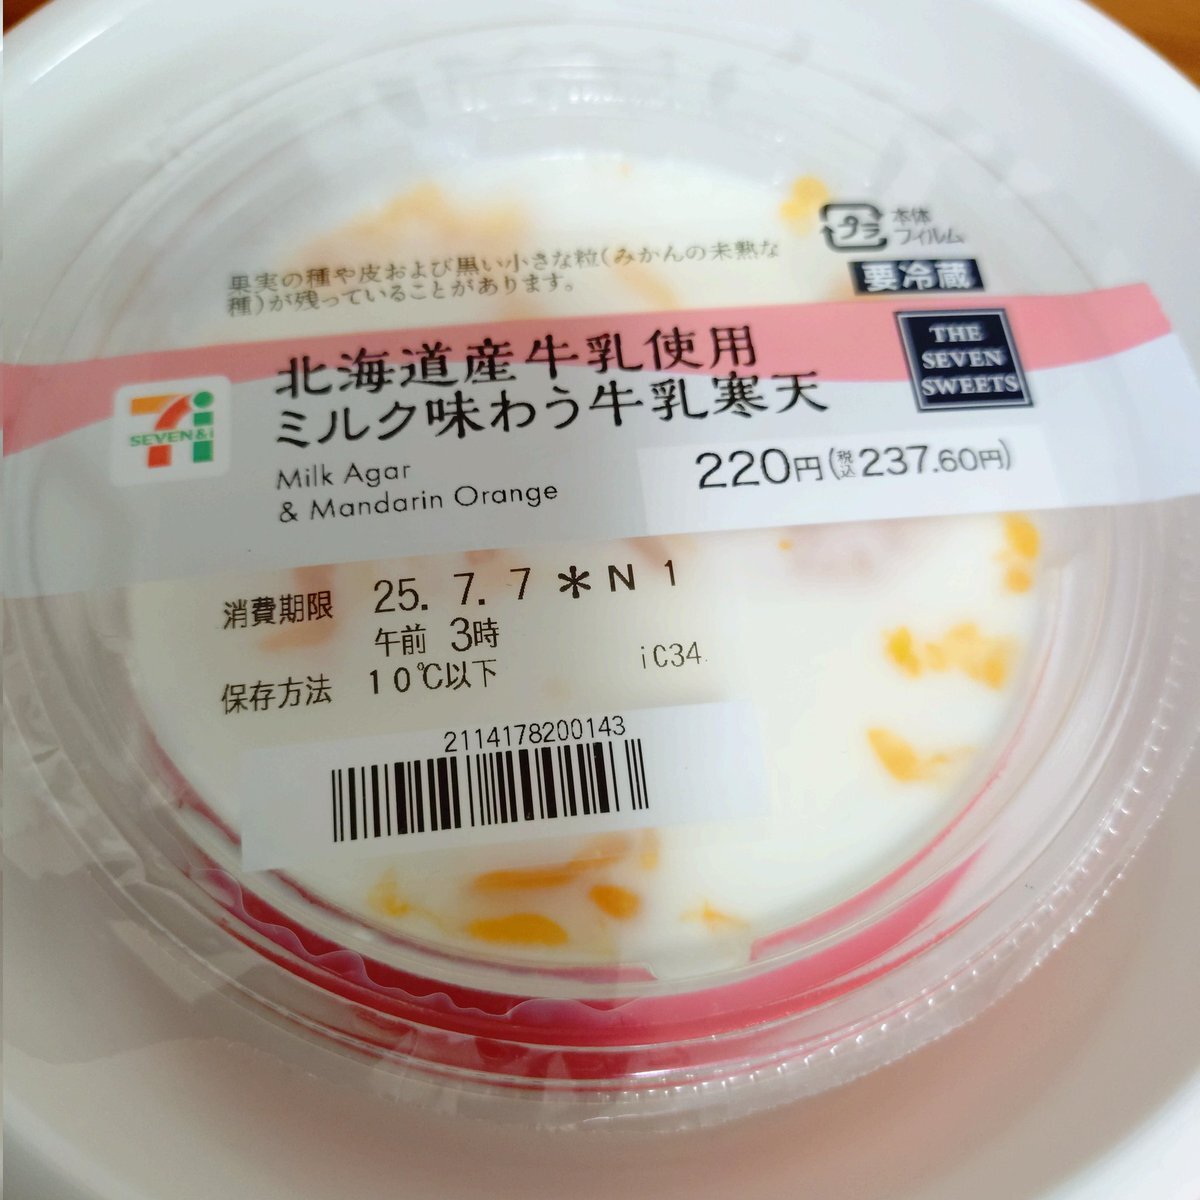 プラ
本体
フィルム
要冷蔵
果実の種や皮および黒い小さな粒(みかんの未熟な
種)が残っていることがあります。
THE
SEVEN
SWEETS
北海道産牛乳使用
ミルク味わう牛乳寒天
SEVEN&i
Milk Agar
& Mandarin Orange
220円(税込237.60円)
消費期限 25. 7. 7 *N 1
午前 3時
保存方法 10℃以下 iC34
2114178200143